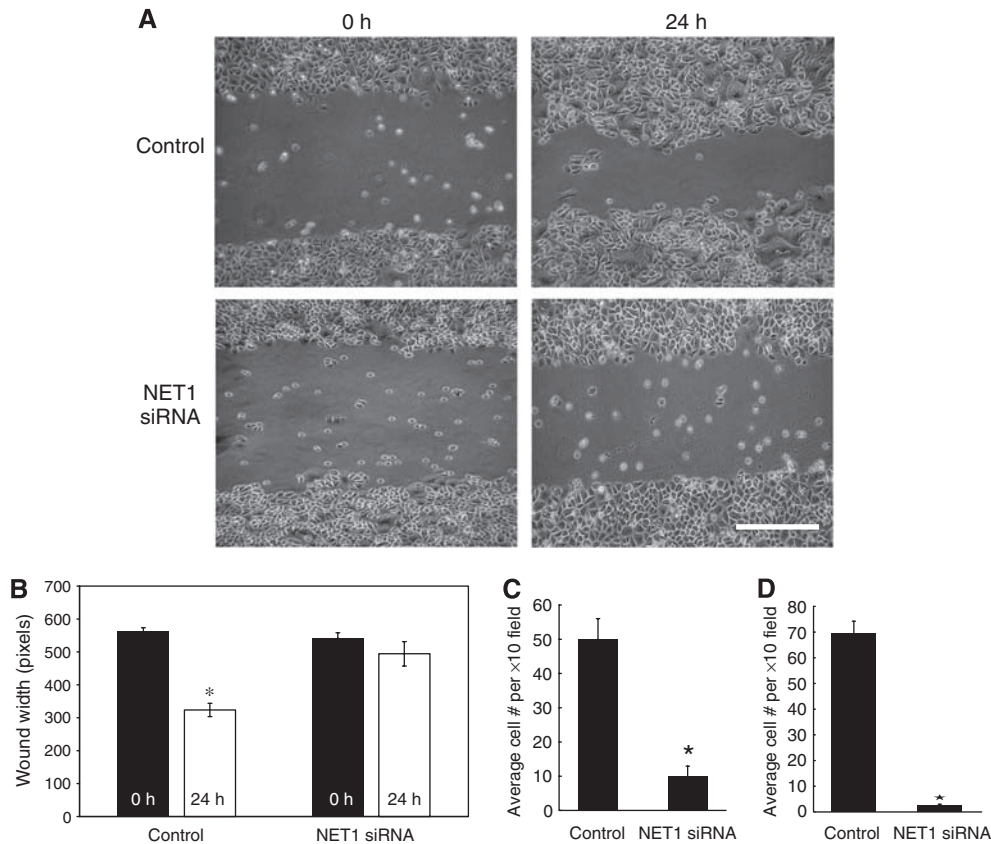 A
0 h
24 h
Control
NET1
siRNA
B
Wound width (pixels)
700
600
500
400
300
200
100
0
*
0 h
24 h
0 h
24 h
Control
NET1 siRNA
C
Average cell # per ×10 field
60
50
40
30
20
10
0
*
Control
NET1 siRNA
D
Average cell # per ×10 field
80
70
60
50
40
30
20
10
0
*
Control
NET1 siRNA